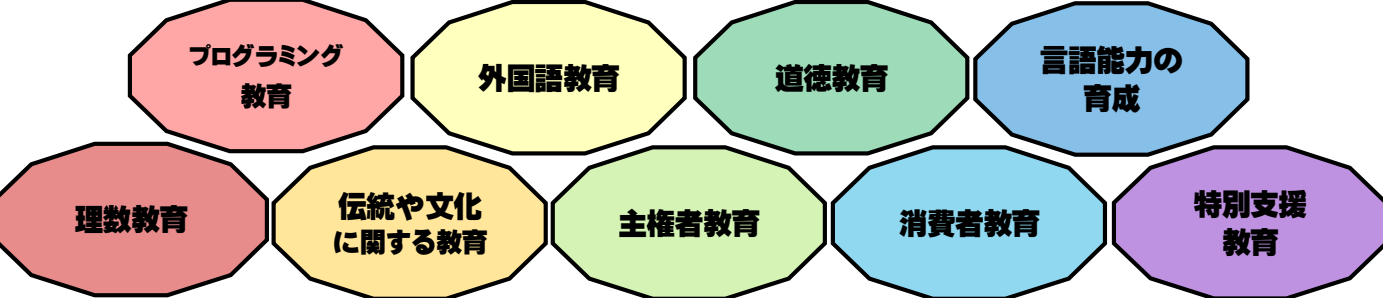 プログラミング
教育
外国語教育
道徳教育
言語能力の
育成
理数教育
伝統や文化
に関する教育
主権者教育
消費者教育
特別支援
教育